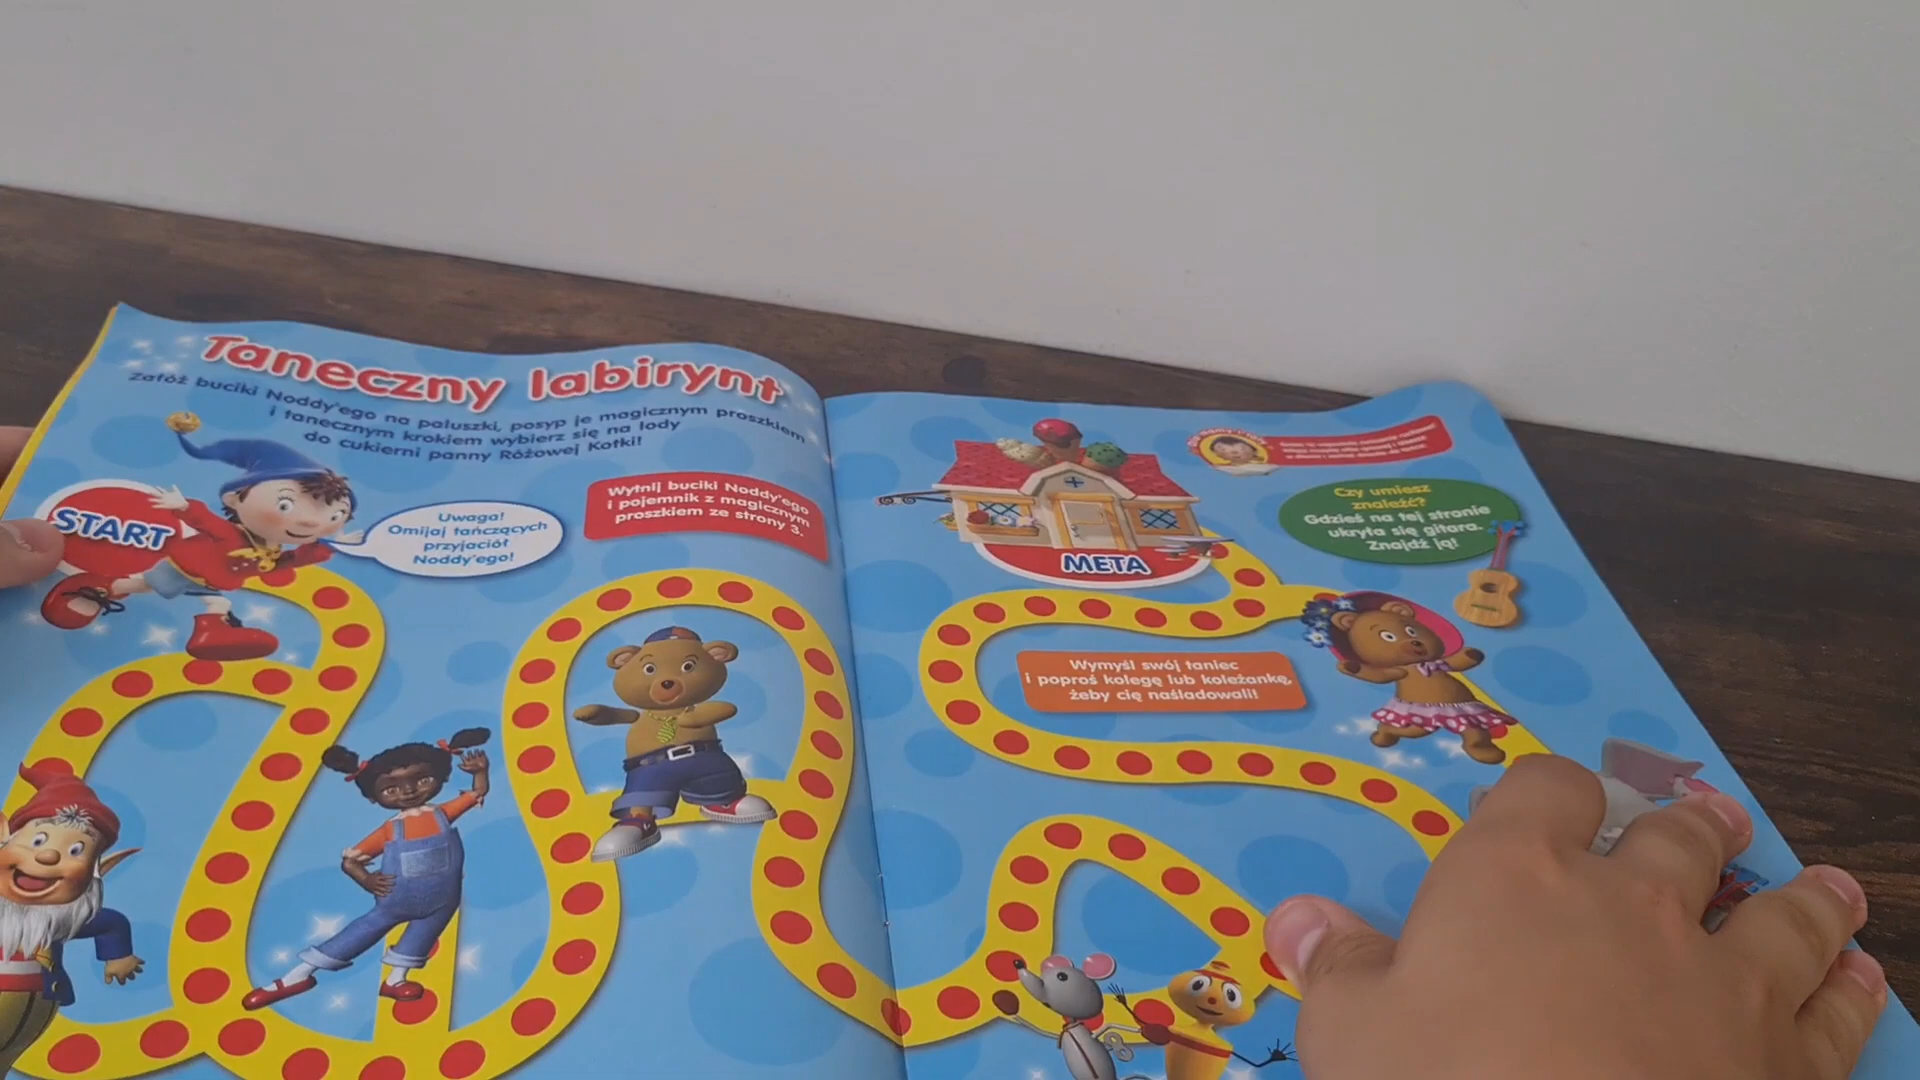 Taneczny labirynt
Załóż buciki Noddy'ego na paluszki, posyp je magicznym proszkiem
i tanecznym krokiem wybierz się na lody
do cukierni panny Różowej Kotki!
START
Uwaga!
Omijaj tańczących
przyjaciół
Noddy'ego!
Wytnij buciki Noddy'ego
i pojemnik z magicznym
proszkiem ze strony 3.
META
Czy umiesz
znaleźć?
Gdzieś na tej stronie
ukryła się gitara.
Znajdź ją!
Wymyśl swój taniec
i poproś kolegę lub koleżankę,
żeby cię naśladowali!